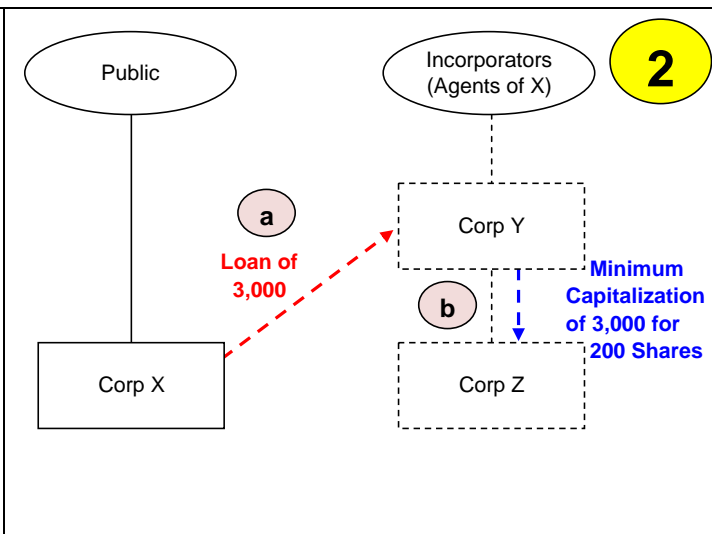 Public
Incorporators
(Agents of X)
2
a
Loan of
3,000
Corp Y
Minimum
Capitalization
of 3,000 for
200 Shares
b
Corp X
Corp Z